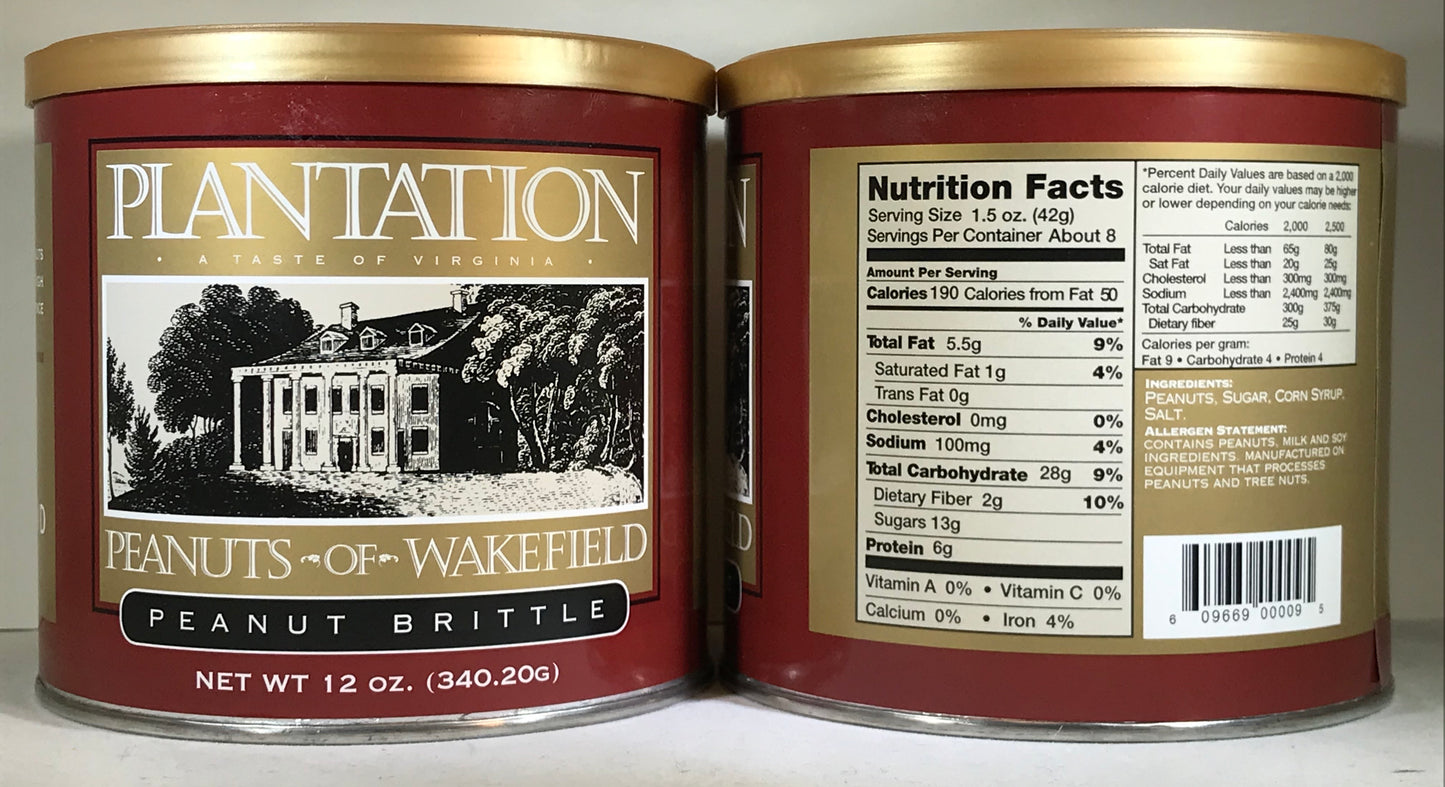 PLANTATION
· A TASTE OF VIRGINIA ·
PEANUTS OF WAKEFIELD
PEANUT BRITTLE
NET WT 12 OZ. (340.20G)
Nutrition Facts
Serving Size 1.5 oz. (42g)
Servings Per Container About 8
Amount Per Serving
Calories 190 Calories from Fat 50
% Daily Value*
Total Fat 5.5g 9%
Saturated Fat 1g 4%
Trans Fat 0g
Cholesterol 0mg 0%
Sodium 100mg 4%
Total Carbohydrate 28g 9%
Dietary Fiber 2g 10%
Sugars 13g
Protein 6g
Vitamin A 0% • Vitamin C 0%
Calcium 0% • Iron 4%
*Percent Daily Values are based on a 2,000
calorie diet. Your daily values may be higher
or lower depending on your calorie needs:
Calories 2,000 2,500
Total Fat Less than 65g 80g
Sat Fat Less than 20g 25g
Cholesterol Less than 300mg 300mg
Sodium Less than 2,400mg 2,400mg
Total Carbohydrate 300g 375g
Dietary fiber 25g 30g
Calories per gram:
Fat 9 • Carbohydrate 4 • Protein 4
INGREDIENTS:
PEANUTS, SUGAR, CORN SYRUP,
SALT.
ALLERGEN STATEMENT:
CONTAINS PEANUTS, MILK AND SOY
INGREDIENTS. MANUFACTURED ON
EQUIPMENT THAT PROCESSES
PEANUTS AND TREE NUTS.
6 09669 00009 5